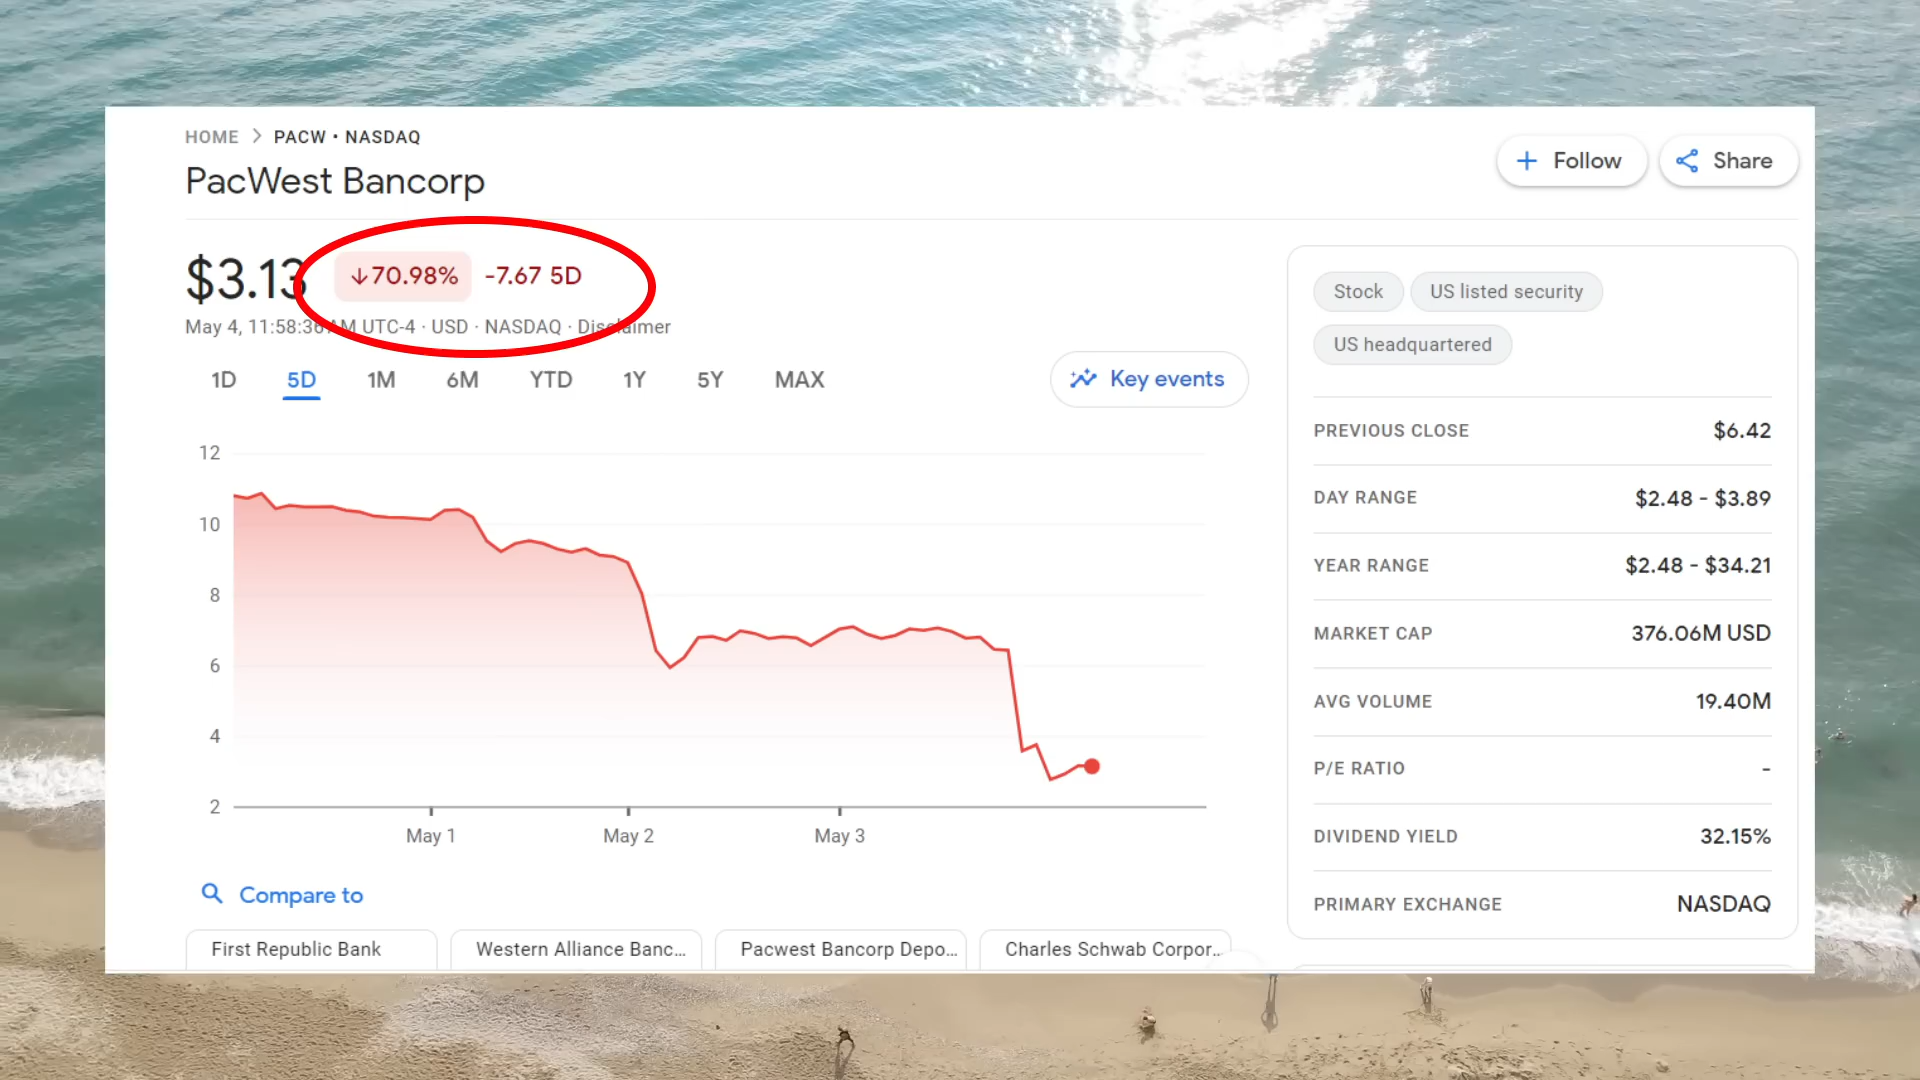 HOME > PACW • NASDAQ
PacWest Bancorp
Follow
Share
$3.13 ↓70.98% -7.67 5D
May 4, 11:58:36 AM UTC-4 · USD · NASDAQ · Disclaimer
1D 5D 1M 6M YTD 1Y 5Y MAX
Key events
12
10
8
6
4
2
May 1 May 2 May 3
Compare to
First Republic Bank
Western Alliance Banc...
Pacwest Bancorp Depo...
Charles Schwab Corpor...
Stock
US listed security
US headquartered
PREVIOUS CLOSE $6.42
DAY RANGE $2.48 - $3.89
YEAR RANGE $2.48 - $34.21
MARKET CAP 376.06M USD
AVG VOLUME 19.40M
P/E RATIO -
DIVIDEND YIELD 32.15%
PRIMARY EXCHANGE NASDAQ